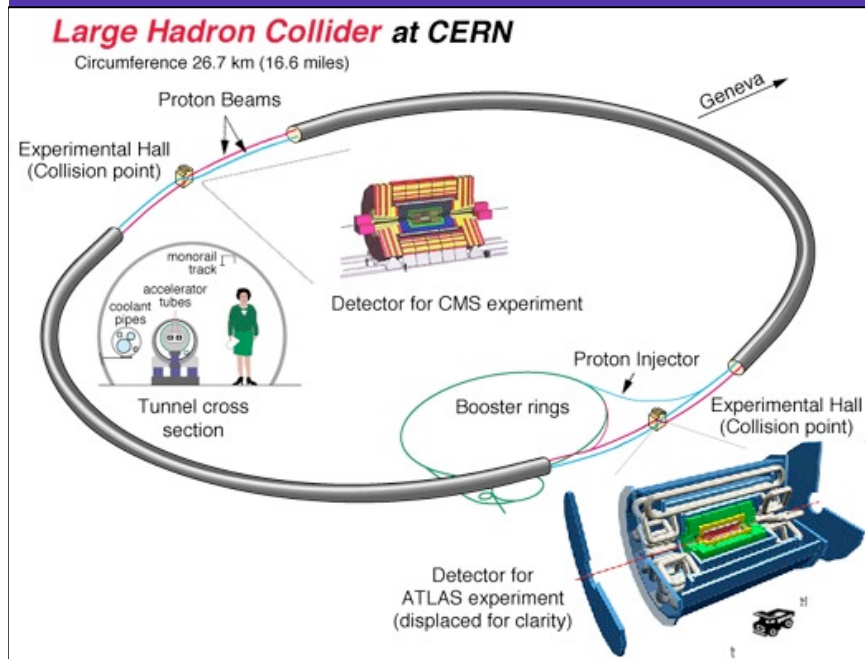 Large Hadron Collider at CERN
Circumference 26.7 km (16.6 miles)
Geneva
Proton Beams
Experimental Hall
(Collision point)
monorail
track
accelerator
tubes
coolant
pipes
Tunnel cross
section
Detector for CMS experiment
Proton Injector
Booster rings
Experimental Hall
(Collision point)
Detector for
ATLAS experiment
(displaced for clarity)